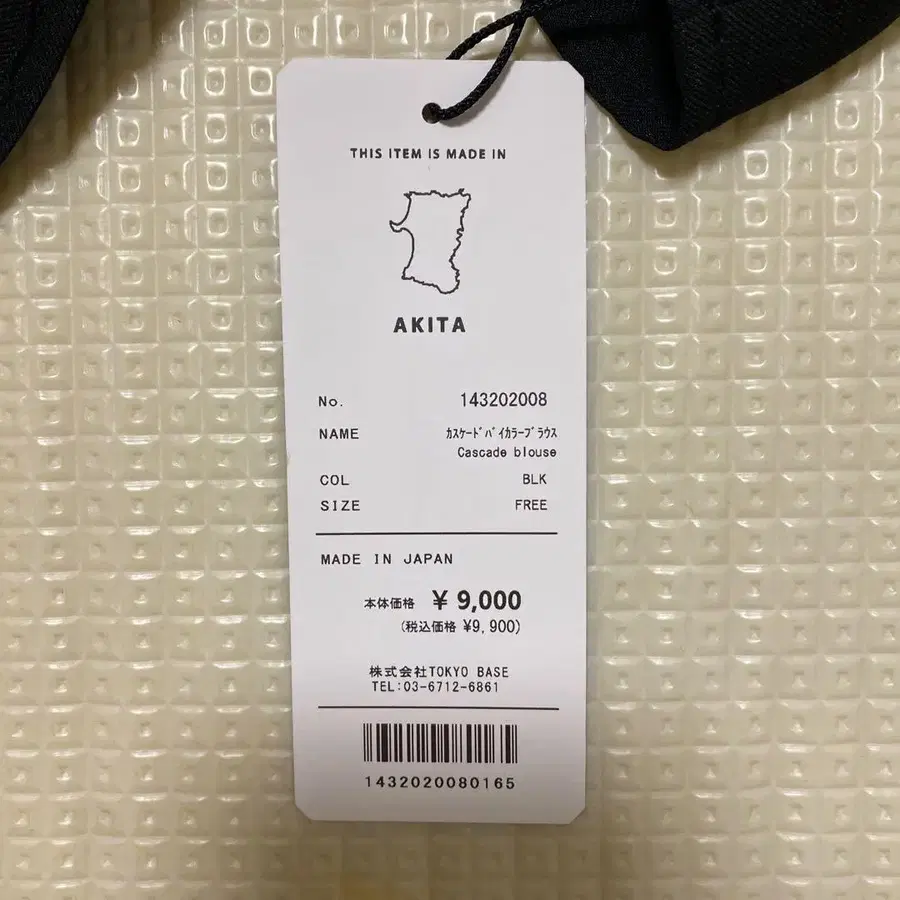 THIS ITEM IS MADE IN
AKITA
No. 143202008
NAME ｶｽｹｰﾄﾞﾊﾞｲｶﾗｰﾌﾞﾗｳｽ
Cascade blouse
COL BLK
SIZE FREE
MADE IN JAPAN
本体価格 ¥ 9,000
(税込価格 ¥9,900)
株式会社TOKYO BASE
TEL:03-6712-6861
1432020080165